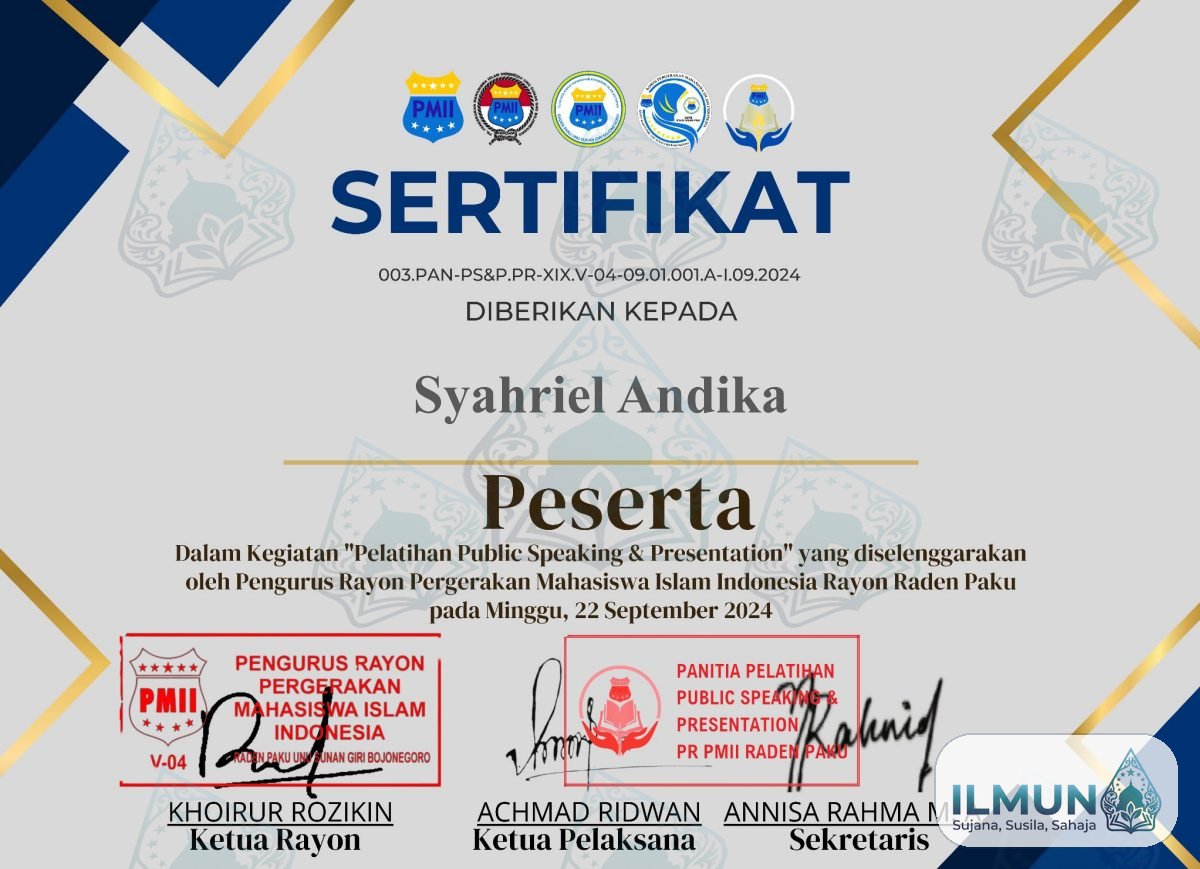 PMII
PMII
PMII
SERTIFIKAT
003.PAN-PS&P.PR-XIX.V-04-09.01.001.A-I.09.2024
DIBERIKAN KEPADA
Syahriel Andika
Peserta
Dalam Kegiatan "Pelatihan Public Speaking & Presentation" yang diselenggarakan
oleh Pengurus Rayon Pergerakan Mahasiswa Islam Indonesia Rayon Raden Paku
pada Minggu, 22 September 2024
PMII
V-04
PENGURUS RAYON
PERGERAKAN
MAHASISWA ISLAM
INDONESIA
RADEN PAKU UNU SUNAN GIRI BOJONEGORO
PANITIA PELATIHAN
PUBLIC SPEAKING &
PRESENTATION
PR PMII RADEN PAKU
KHOIRUR ROZIKIN
Ketua Rayon
ACHMAD RIDWAN
Ketua Pelaksana
ANNISA RAHMA
Sekretaris
ILMUN
Sujana, Susila, Sahaja